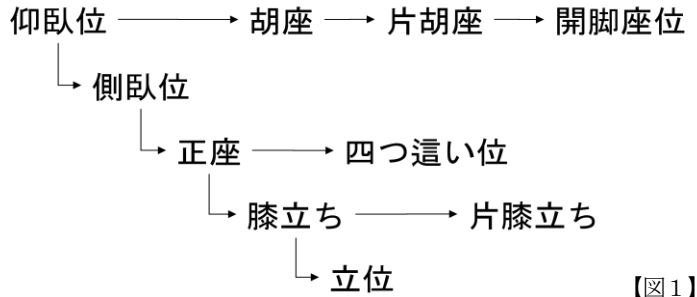 仰臥位 胡座 片胡座 開脚座位
側臥位
正座 四つ這い位
膝立ち 片膝立ち
立位
【図１】